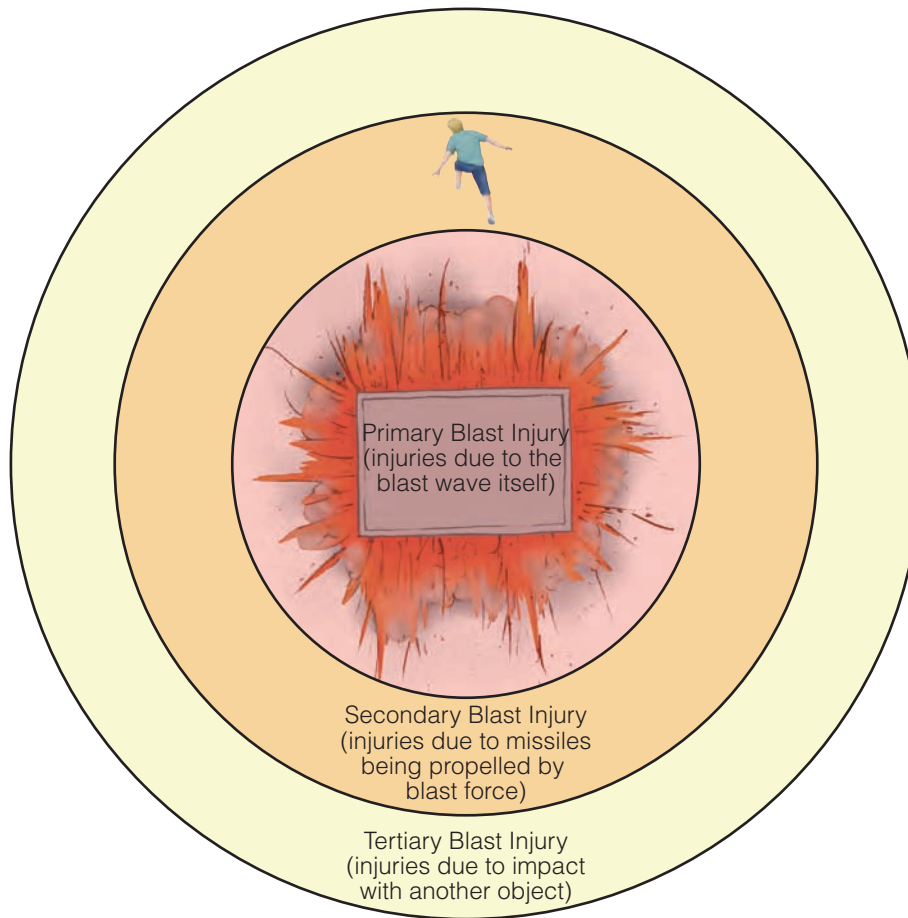 Primary Blast Injury
(injuries due to the
blast wave itself)
Secondary Blast Injury
(injuries due to missiles
being propelled by
blast force)
Tertiary Blast Injury
(injuries due to impact
with another object)